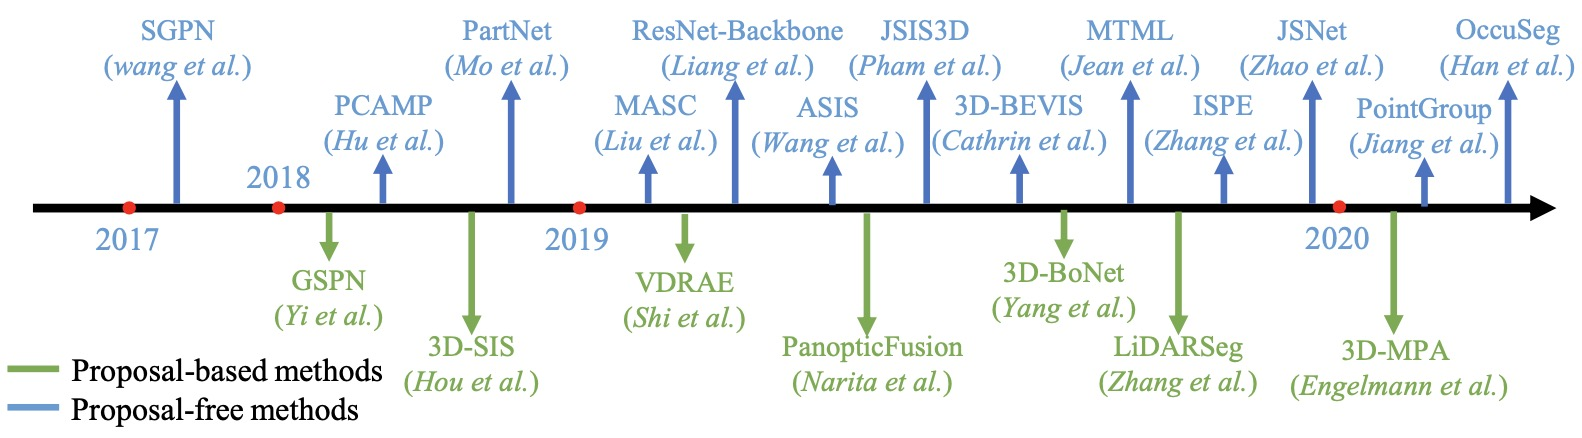 SGPN
(wang et al.)
PartNet
(Mo et al.)
ResNet-Backbone
(Liang et al.)
JSIS3D
(Pham et al.)
MTML
(Jean et al.)
JSNet
(Zhao et al.)
OccuSeg
(Han et al.)
PCAMP
(Hu et al.)
MASC
(Liu et al.)
ASIS
(Wang et al.)
3D-BEVIS
(Cathrin et al.)
ISPE
(Zhang et al.)
PointGroup
(Jiang et al.)
2017
2018
2019
2020
GSPN
(Yi et al.)
3D-SIS
(Hou et al.)
VDRAE
(Shi et al.)
PanopticFusion
(Narita et al.)
3D-BoNet
(Yang et al.)
LiDARSeg
(Zhang et al.)
3D-MPA
(Engelmann et al.)
Proposal-based methods
Proposal-free methods